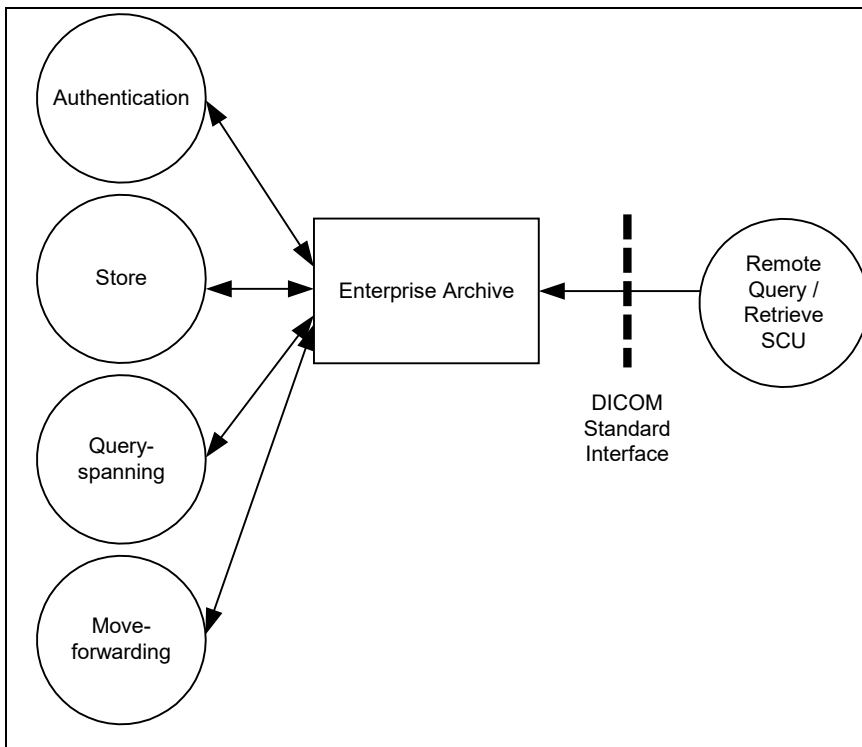 Authentication
Store
Query-
spanning
Move-
forwarding
Enterprise Archive
DICOM
Standard
Interface
Remote
Query /
Retrieve
SCU